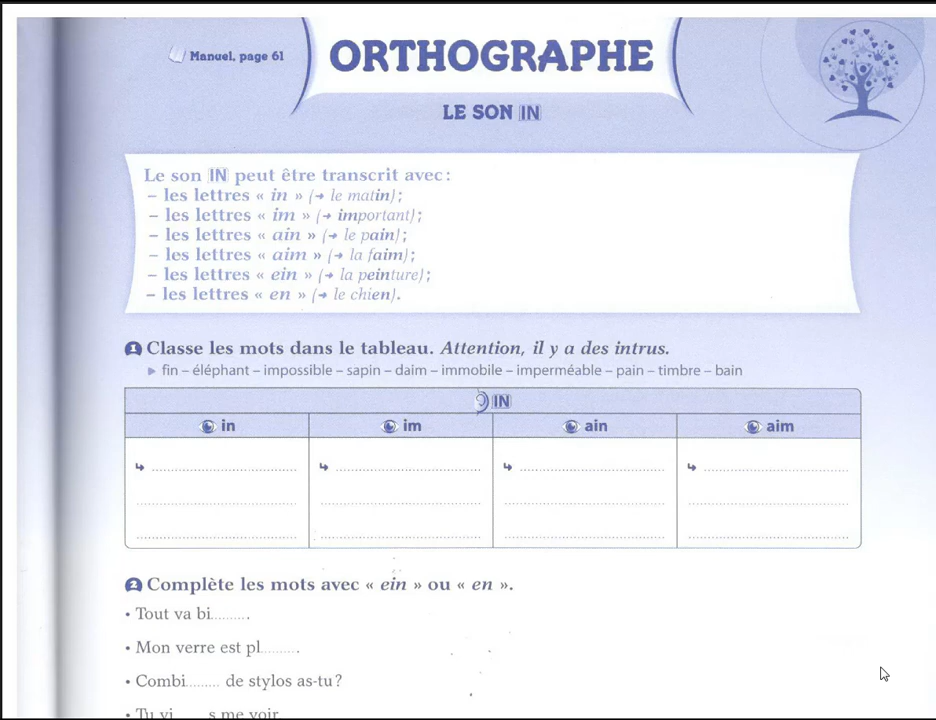 Manuel, page 61
ORTHOGRAPHE
LE SON IN
Le son IN peut être transcrit avec :
– les lettres « in » (➜ le matin) ;
– les lettres « im » (➜ important) ;
– les lettres « ain » (➜ le pain) ;
– les lettres « aim » (➜ la faim) ;
– les lettres « ein » (➜ la peinture) ;
– les lettres « en » (➜ le chien).
1 Classe les mots dans le tableau. Attention, il y a des intrus.
fin – éléphant – impossible – sapin – daim – immobile – imperméable – pain – timbre – bain
IN
in im ain aim
2 Complète les mots avec « ein » ou « en ».
• Tout va bi.........
• Mon verre est pl..........
• Combi......... de stylos as-tu ?
• Tu vi s me voir